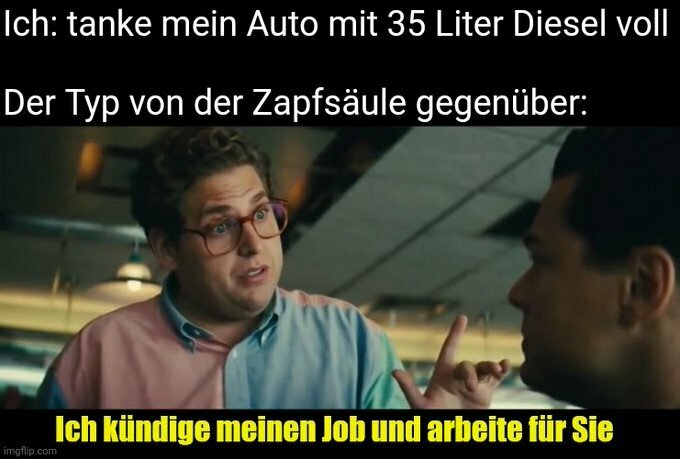 Ich: tanke mein Auto mit 35 Liter Diesel voll
Der Typ von der Zapfsäule gegenüber:
Ich kündige meinen Job und arbeite für Sie
imgflip.com